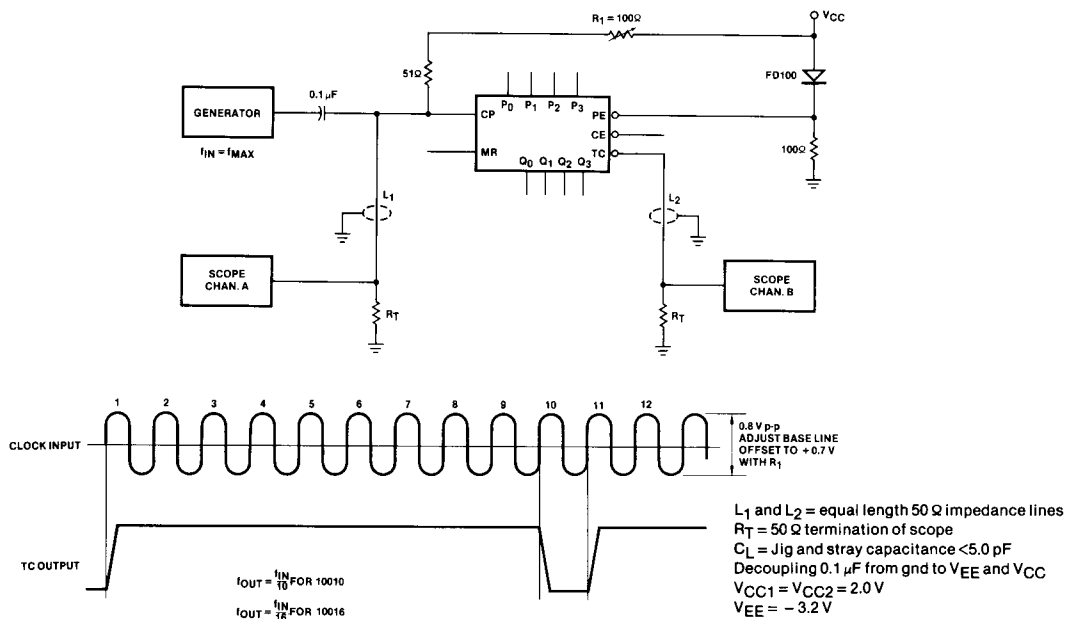 R1 = 100Ω
VCC
51Ω
FD100
0.1 μF
GENERATOR
fIN = fMAX
P0 P1 P2 P3
CP
PE
CE
MR
TC
Q0 Q1 Q2 Q3
100Ω
L1
L2
SCOPE
CHAN. A
SCOPE
CHAN. B
RT
RT
1 2 3 4 5 6 7 8 9 10 11 12
CLOCK INPUT
0.8 V p-p
ADJUST BASE LINE
OFFSET TO +0.7 V
WITH R1
TC OUTPUT
fOUT = fIN/10 FOR 10010
fOUT = fIN/16 FOR 10016
L1 and L2 = equal length 50 Ω impedance lines
RT = 50 Ω termination of scope
CL = Jig and stray capacitance <5.0 pF
Decoupling 0.1 μF from gnd to VEE and VCC
VCC1 = VCC2 = 2.0 V
VEE = – 3.2 V